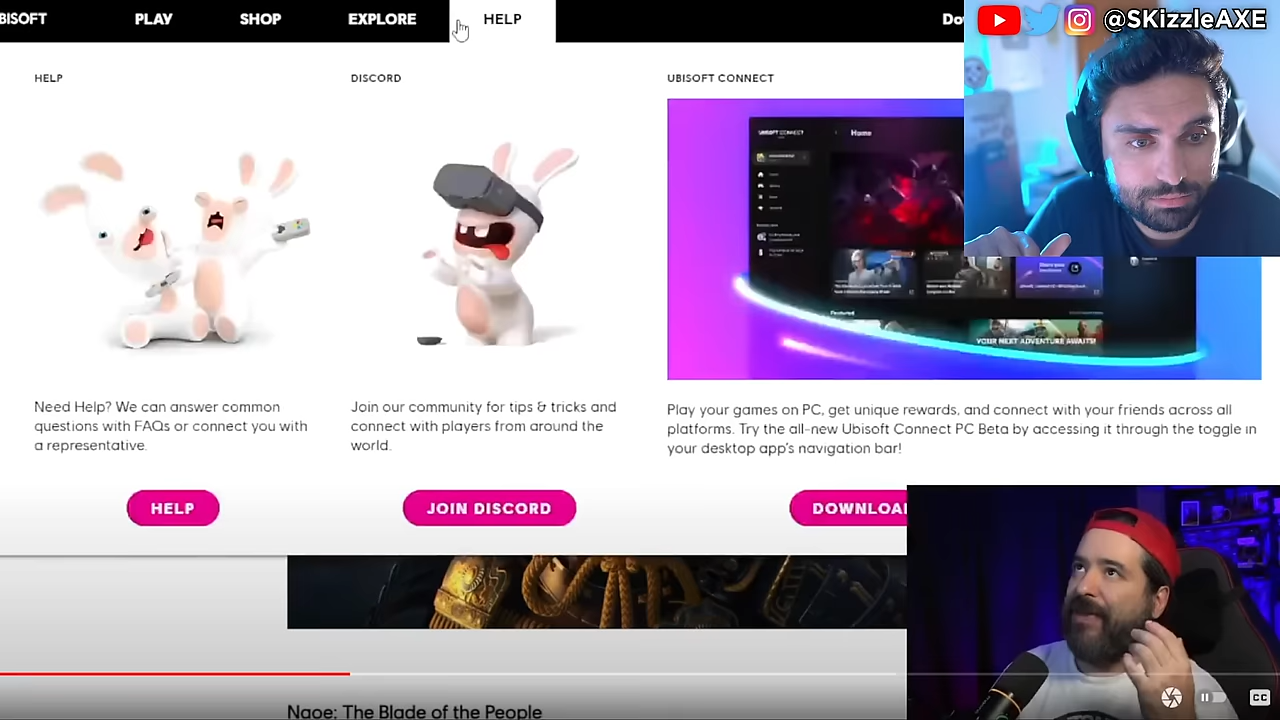 BISOFT
PLAY
SHOP
EXPLORE
HELP
Do
@SKizzleAXE
HELP
DISCORD
UBISOFT CONNECT
UBISOFT CONNECT
Home
Featured
YOUR NEXT ADVENTURE AWAITS!
Need Help? We can answer common
questions with FAQs or connect you with
a representative.
Join our community for tips & tricks and
connect with players from around the
world.
Play your games on PC, get unique rewards, and connect with your friends across all
platforms. Try the all-new Ubisoft Connect PC Beta by accessing it through the toggle in
your desktop app's navigation bar!
HELP
JOIN DISCORD
DOWNLOA
Naoe: The Blade of the People
CC